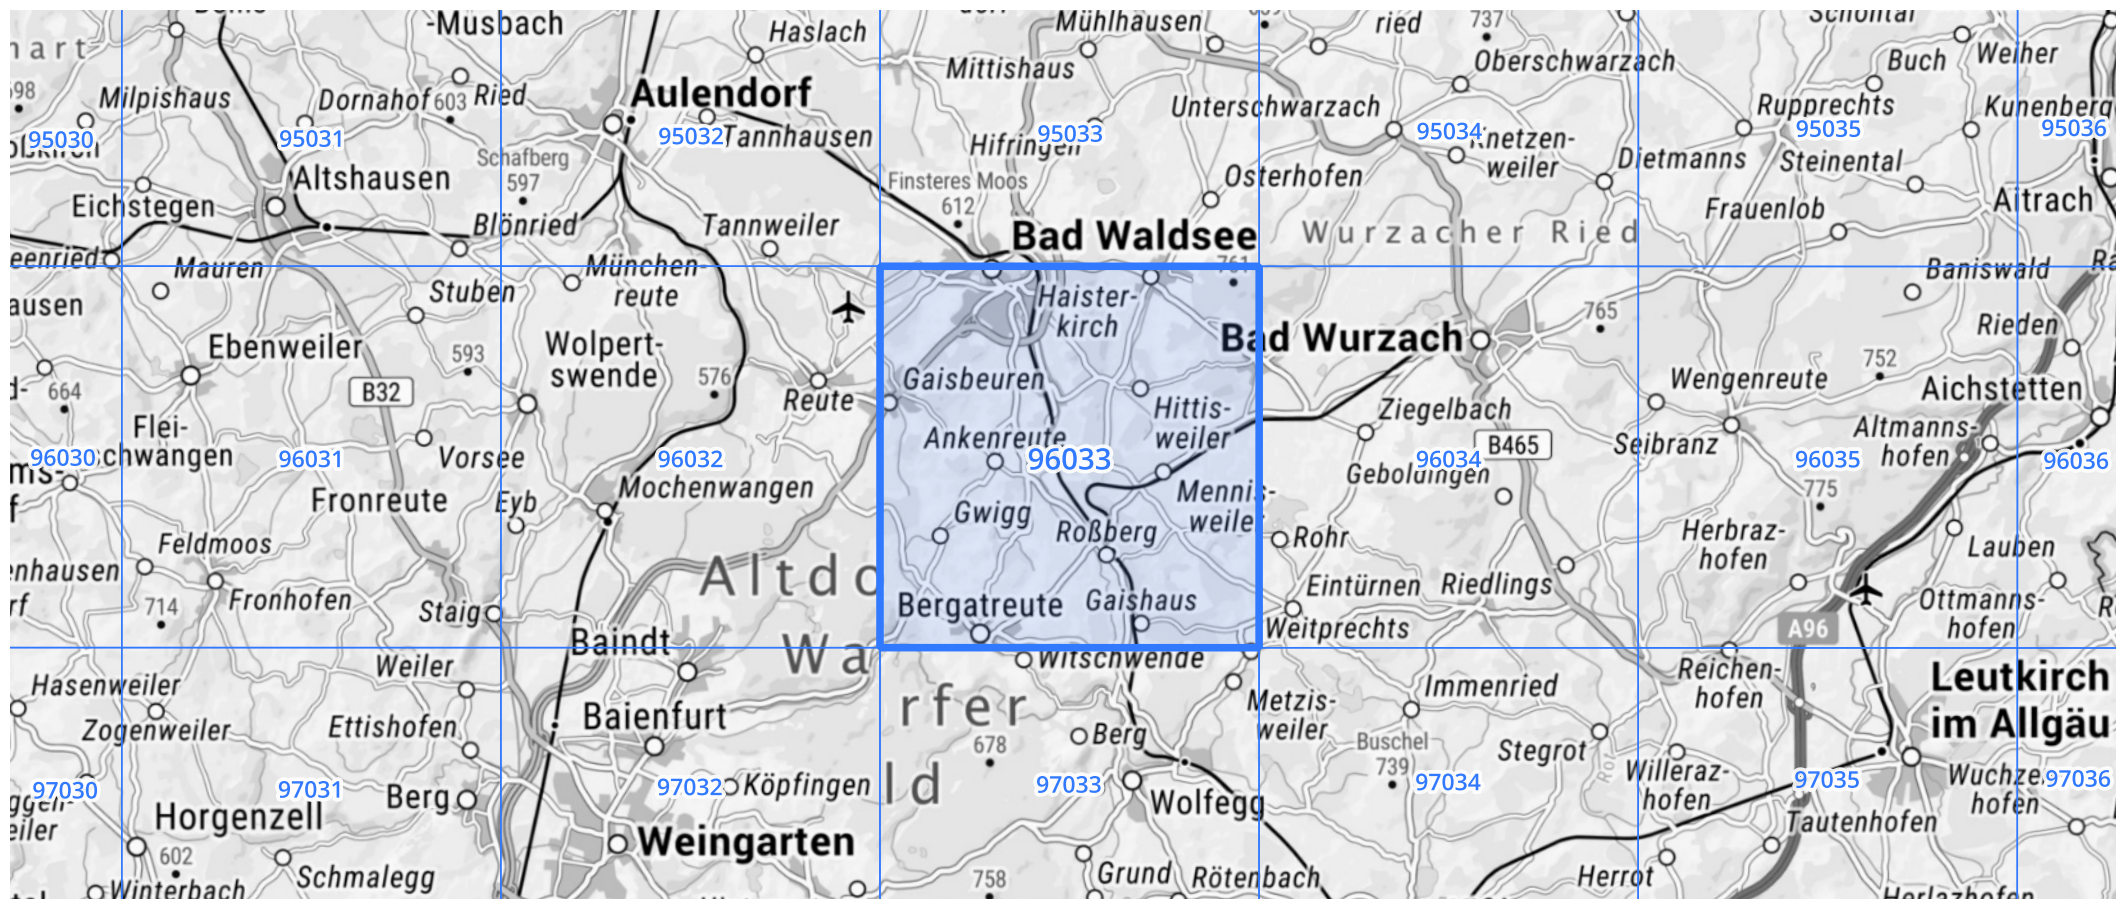 -Musbach
Haslach
Mühlhausen
ried
737
Schöntal
Weiher
Buch
Mittishaus
Oberschwarzach
Milpishaus
Dornahof
603
Ried
Aulendorf
Unterschwarzach
Rupprechts
95030
95031
95032
Tannhausen
95033
95034
Knetzen-
weiler
95035
95036
Hifringen
Schafberg
597
Dietmanns
Steinental
Altshausen
Finsteres Moos
612
Osterhofen
Eichstegen
Aitrach
Frauenlob
Blönried
Tannweiler
Bad Waldsee
Wurzacher Ried
Mauren
München-
reute
761
Baniswald
Stuben
Haister-
kirch
ausen
765
Rieden
Ebenweiler
Wolpert-
swende
Bad Wurzach
593
752
664
B32
576
Reute
Gaisbeuren
Wengenreute
Aichstetten
Hittis-
weiler
Ziegelbach
Flei-
schwangen
Vorsee
Ankenreute
B465
Seibranz
Altmanns-
hofen
96030
96031
96032
96033
96034
96035
96036
Fronreute
Eyb
Mochenwangen
Mennis-
weiler
775
Gwigg
Roßberg
Rohr
Herbraz-
hofen
Lauben
Feldmoos
enhausen
714
Fronhofen
Staig
Altdo
Eintürnen
Riedlings
Bergatreute
Gaishaus
Weitprechts
A96
Ottmanns-
hofen
Baindt
Wa
Witschwende
Weiler
Hasenweiler
Immenried
Reichen-
hofen
Leutkirch
im Allgäu
Zogenweiler
Ettishofen
Baienfurt
rfer
Berg
Metzis-
weiler
678
Buschel
739
Stegrot
97030
97031
97032
Köpfingen
ld
97033
97034
Willeraz-
hofen
97035
97036
Berg
Wolfegg
Horgenzell
Weingarten
Tautenhofen
602
Schmalegg
758
Grund
Rötenbach
Herrot
Winterbach
Herlazhofen